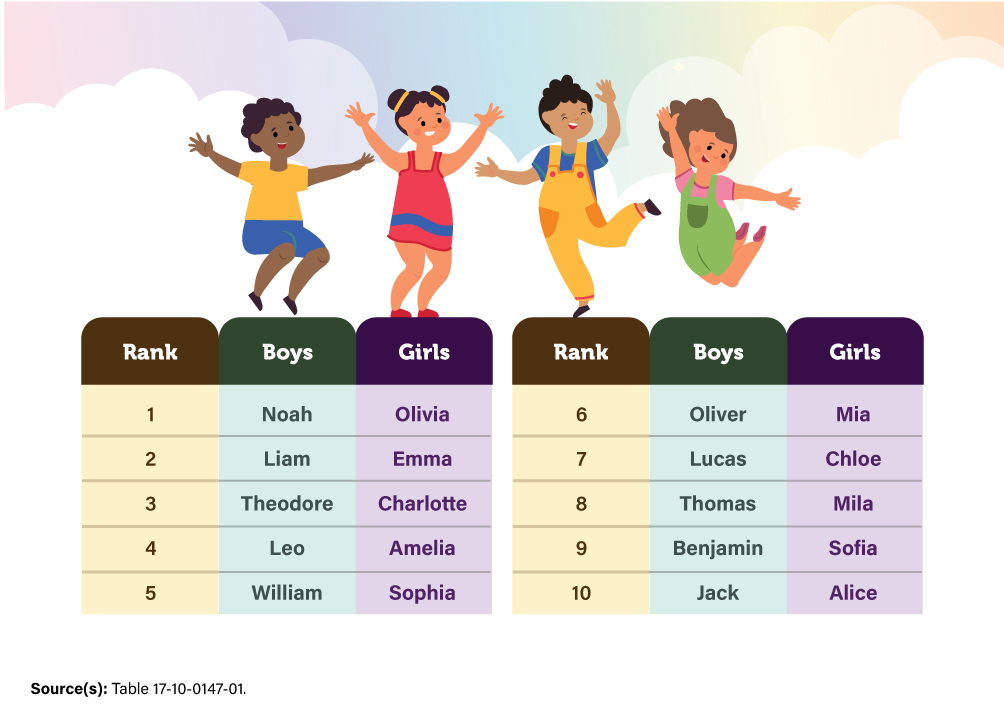 Rank Boys Girls
1 Noah Olivia
2 Liam Emma
3 Theodore Charlotte
4 Leo Amelia
5 William Sophia
Rank Boys Girls
6 Oliver Mia
7 Lucas Chloe
8 Thomas Mila
9 Benjamin Sofia
10 Jack Alice
Source(s): Table 17-10-0147-01.